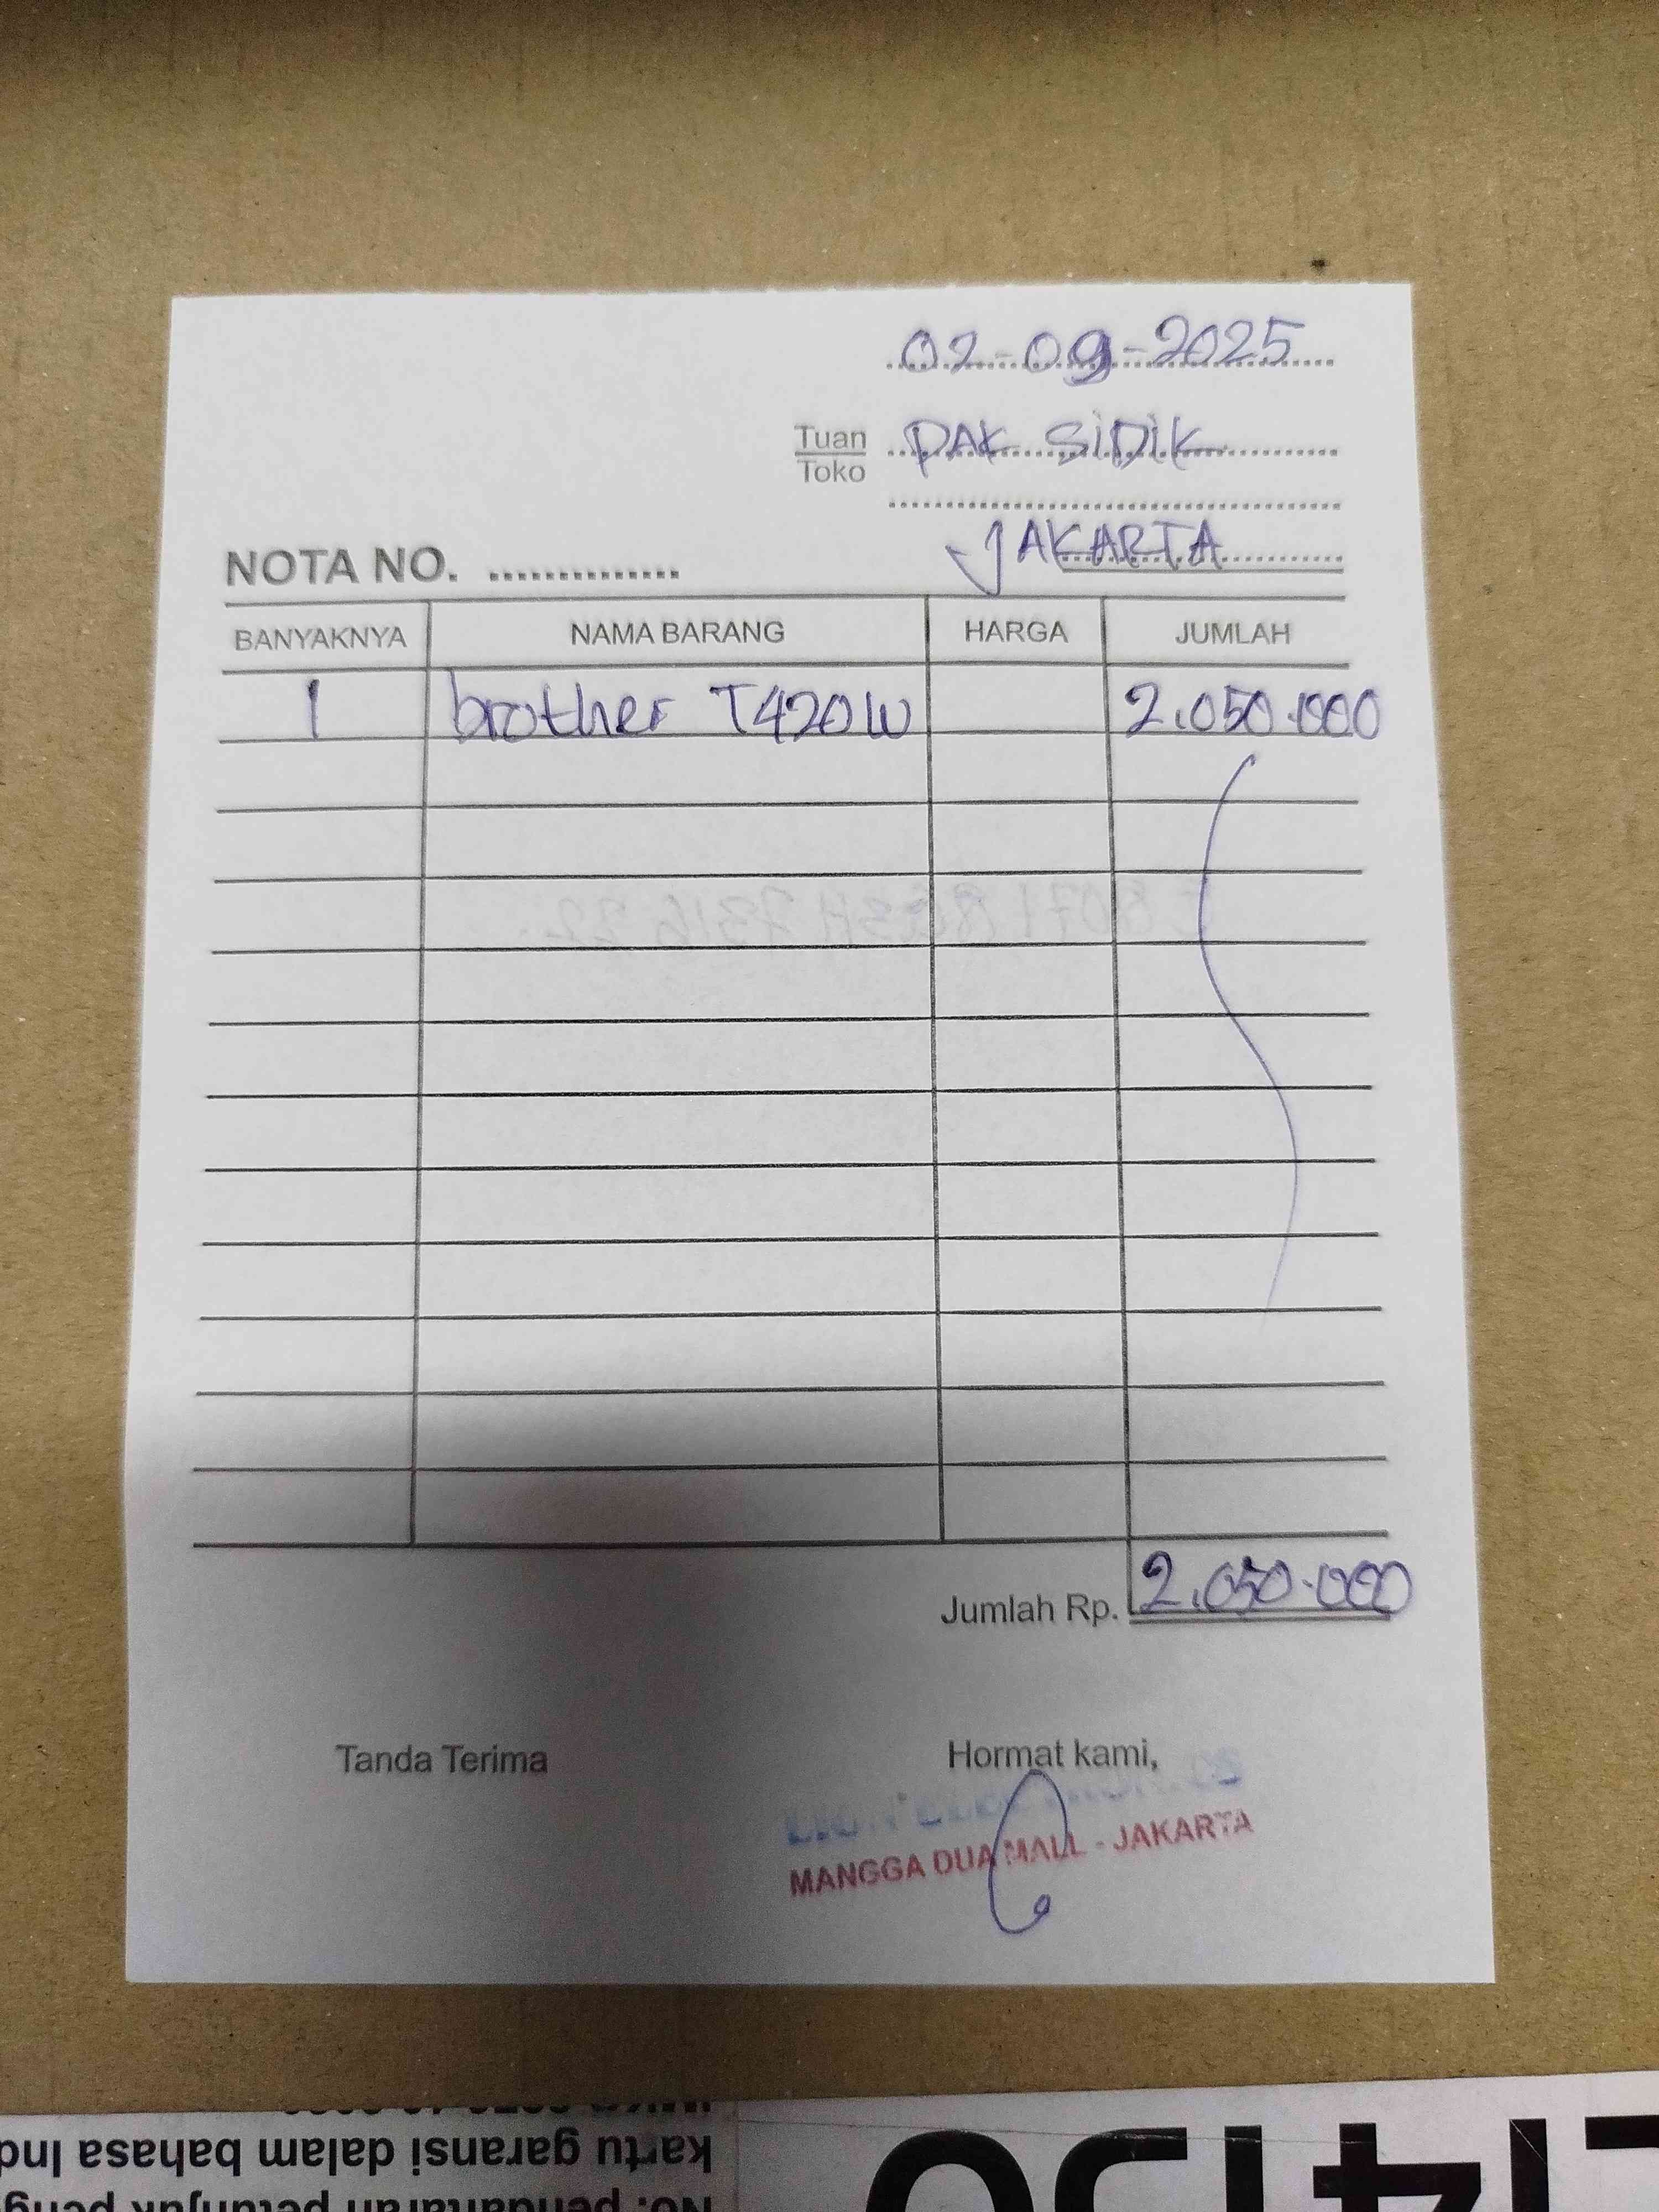 02-09-2025
Tuan PAK SIDIK
Toko
JAKARTA
NOTA NO. ..............
BANYAKNYA NAMA BARANG HARGA JUMLAH
1 brother T420W 2.050.000
Jumlah Rp. 2.050.000
Tanda Terima Hormat kami,
MANGGA DUA MALL - JAKARTA
kartu garansi dalam bahasa Ind